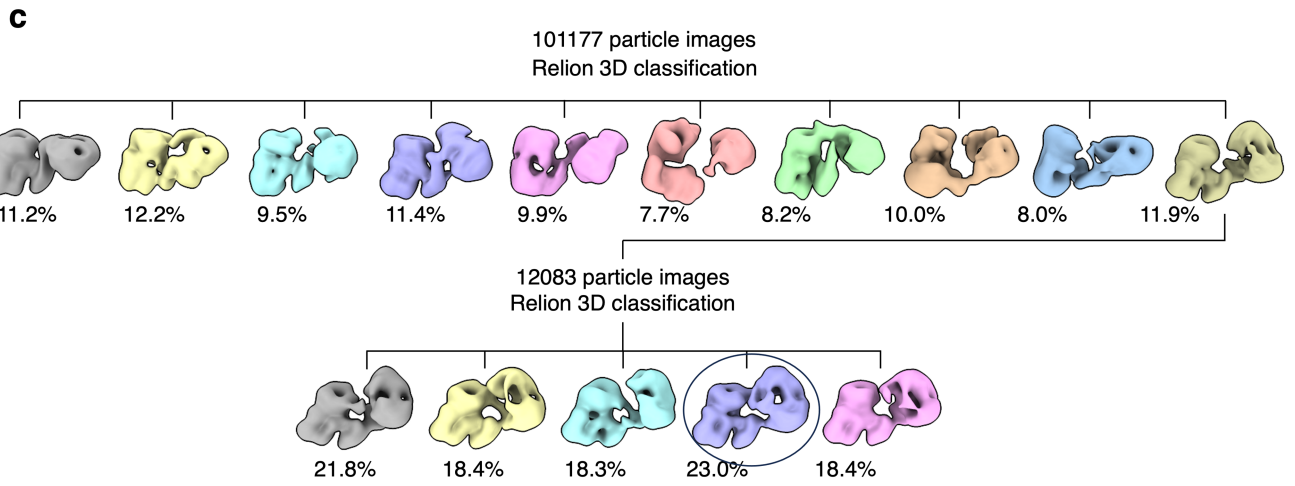 c
101177 particle images
Relion 3D classification
11.2% 12.2% 9.5% 11.4% 9.9% 7.7% 8.2% 10.0% 8.0% 11.9%
12083 particle images
Relion 3D classification
21.8% 18.4% 18.3% 23.0% 18.4%